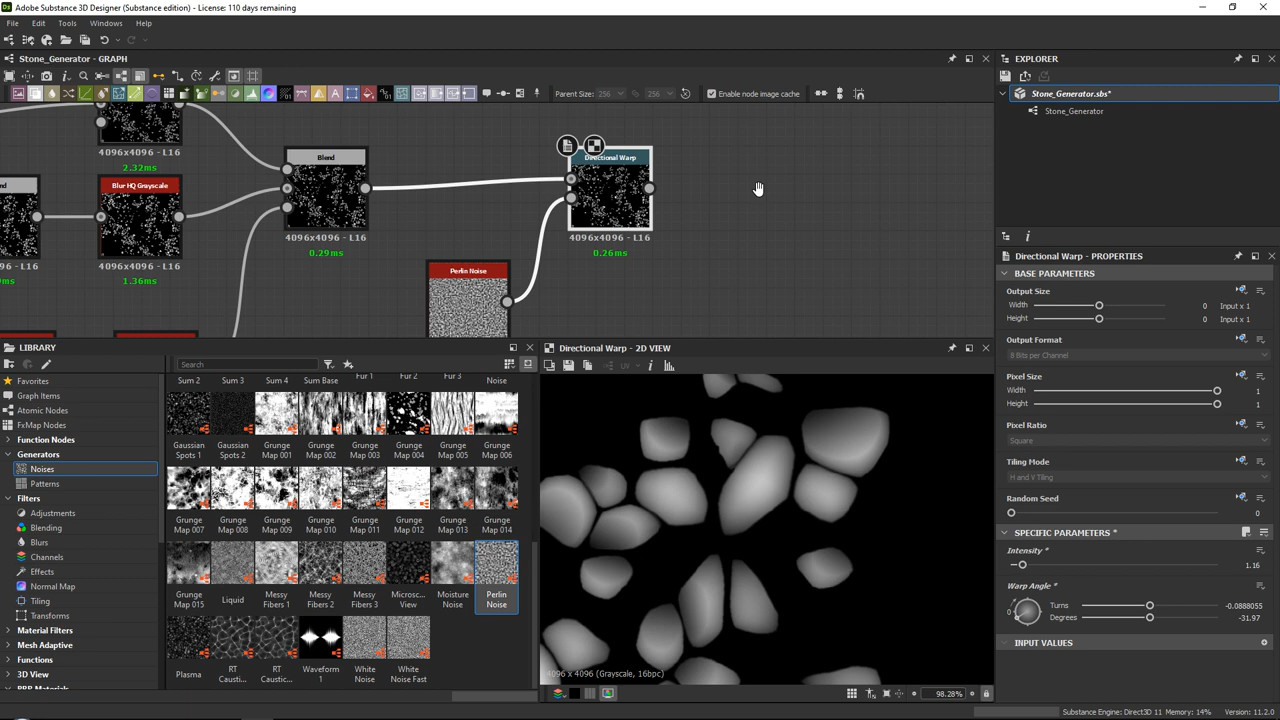 Adobe Substance 3D Designer (Substance edition) - License: 110 days remaining
File Edit Tools Windows Help
Stone_Generator - GRAPH
Parent Size: 256 256 Enable node image cache
4096x4096 - L16
2.32ms
Blur HQ Grayscale
4096x4096 - L16
1.36ms
Blend
4096x4096 - L16
0.29ms
Directional Warp
4096x4096 - L16
0.26ms
Perlin Noise
LIBRARY
Search
Favorites
Graph Items
Atomic Nodes
FxMap Nodes
Function Nodes
Generators
Noises
Patterns
Filters
Adjustments
Blending
Blurs
Channels
Effects
Normal Map
Tiling
Transforms
Material Filters
Mesh Adaptive
Functions
3D View
Sum 2 Sum 3 Sum 4 Sum Base Fur 1 Fur 2 Fur 3 Noise
Gaussian Spots 1
Gaussian Spots 2
Grunge Map 001
Grunge Map 002
Grunge Map 003
Grunge Map 004
Grunge Map 005
Grunge Map 006
Grunge Map 007
Grunge Map 008
Grunge Map 009
Grunge Map 010
Grunge Map 011
Grunge Map 012
Grunge Map 013
Grunge Map 014
Grunge Map 015
Liquid
Messy Fibers 1
Messy Fibers 2
Messy Fibers 3
Microsc... View
Moisture Noise
Perlin Noise
Plasma
RT Causti...
RT Caustic...
Waveform 1
White Noise
White Noise Fast
Directional Warp - 2D VIEW
4096 x 4096 (Grayscale, 16bpc)
98.28%
EXPLORER
Stone_Generator.sbs*
Stone_Generator
Directional Warp - PROPERTIES
BASE PARAMETERS
Output Size
Width 0 Input x 1
Height 0 Input x 1
Output Format
8 Bits per Channel
Pixel Size
Width 1
Height 1
Pixel Ratio
Square
Tiling Mode
H and V Tiling
Random Seed
0
SPECIFIC PARAMETERS *
Intensity *
1.16
Warp Angle *
0 Turns -0.0888055
Degrees -31.97
INPUT VALUES
Substance Engine: Direct3D 11 Memory: 14% Version: 11.2.0